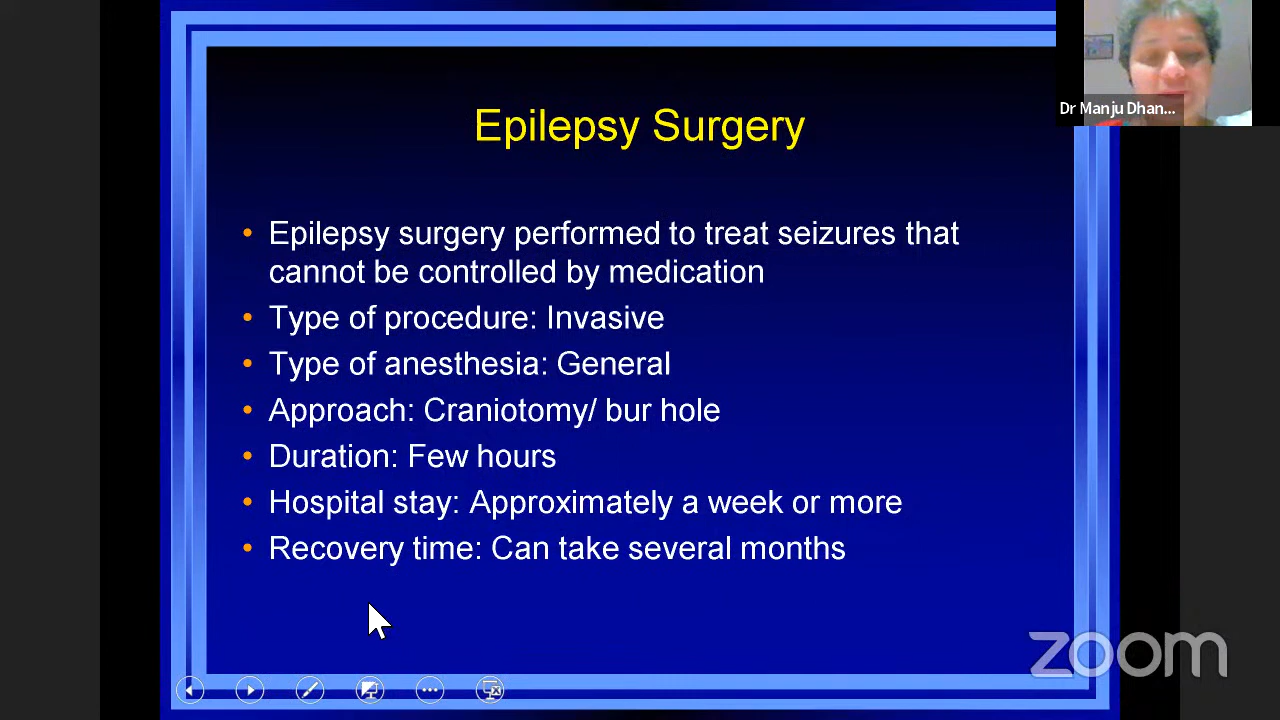 Dr Manju Dhan...
Epilepsy Surgery
• Epilepsy surgery performed to treat seizures that
cannot be controlled by medication
• Type of procedure: Invasive
• Type of anesthesia: General
• Approach: Craniotomy/ bur hole
• Duration: Few hours
• Hospital stay: Approximately a week or more
• Recovery time: Can take several months
zoom